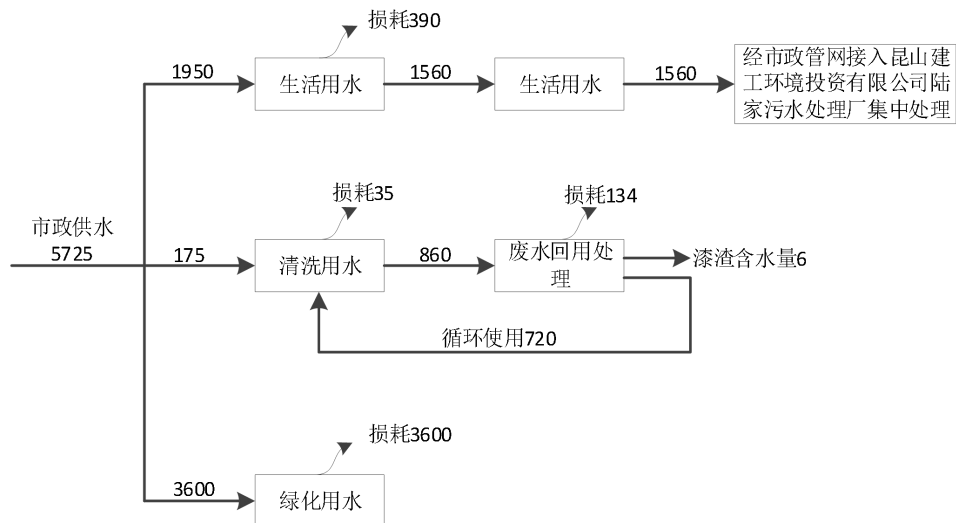 损耗390
1950
生活用水
1560
生活用水
1560
经市政管网接入昆山建
工环境投资有限公司陆
家污水处理厂集中处理
市政供水
5725
损耗35
损耗134
175
清洗用水
860
废水回用处
理
漆渣含水量6
循环使用720
损耗3600
3600
绿化用水